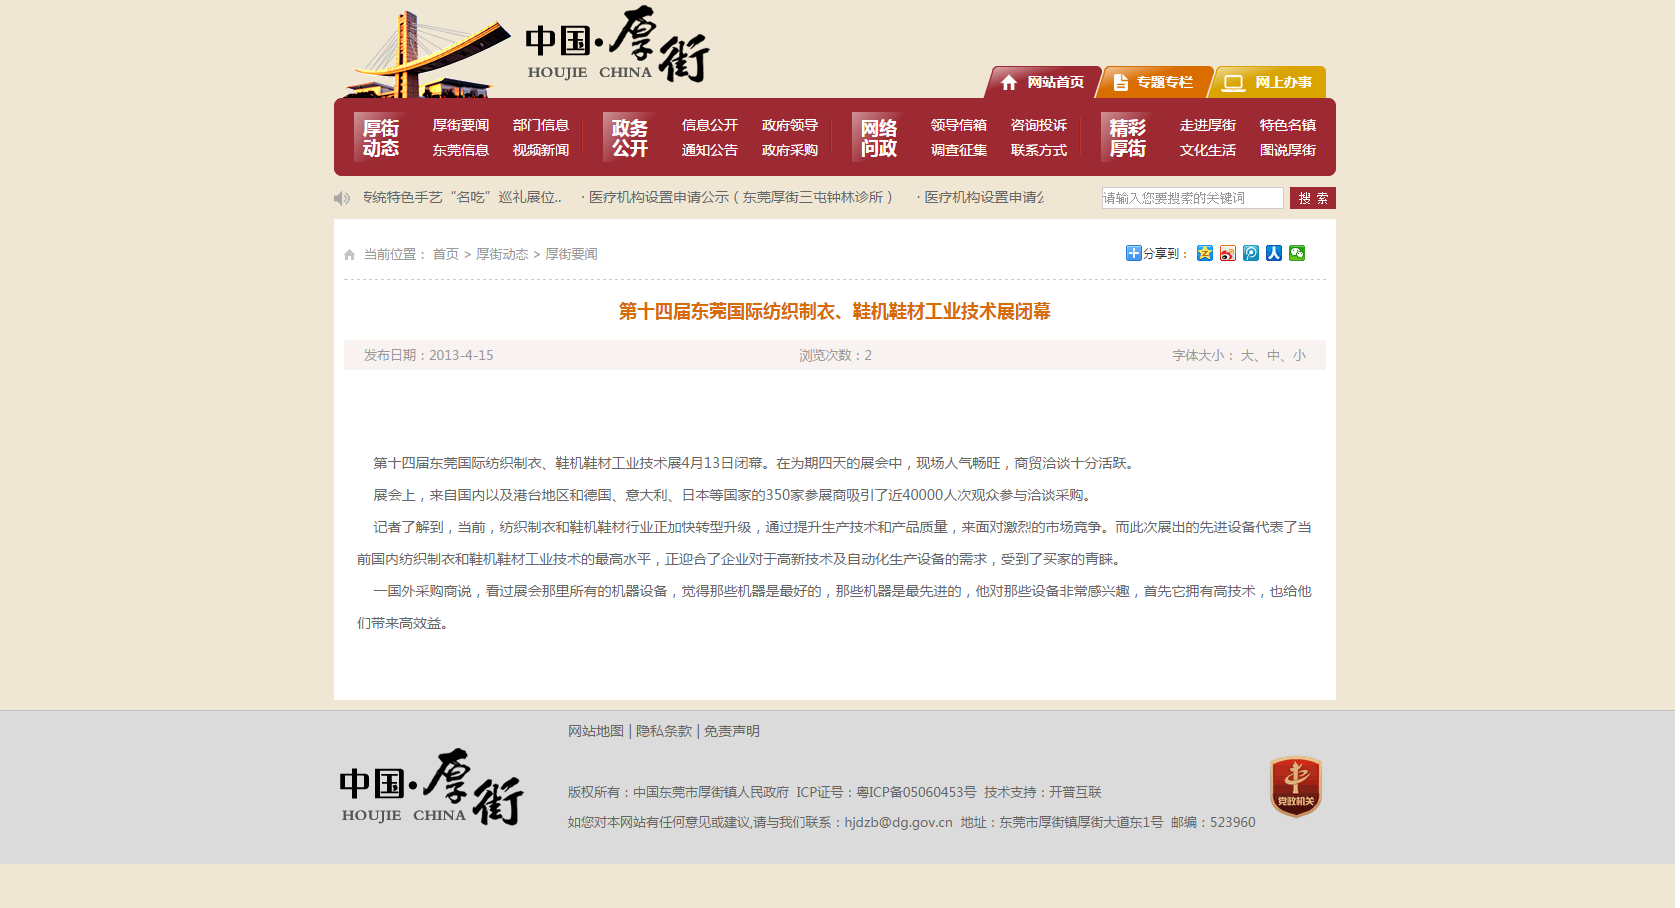 中国·厚街
HOUJIE CHINA
网站首页 专题专栏 网上办事
厚街动态 厚街要闻 部门信息 政务公开 信息公开 政府领导 网络问政 领导信箱 咨询投诉 精彩厚街 走进厚街 特色名镇
东莞信息 视频新闻 通知公告 政府采购 调查征集 联系方式 文化生活 图说厚街
传统特色手艺“名吃”巡礼展位.. · 医疗机构设置申请公示（东莞厚街三屯钟林诊所） · 医疗机构设置申请公
请输入您要搜索的关键词 搜 索
当前位置： 首页 > 厚街动态 > 厚街要闻 分享到：
第十四届东莞国际纺织制衣、鞋机鞋材工业技术展闭幕
发布日期：2013-4-15 浏览次数：2 字体大小： 大、中、小
第十四届东莞国际纺织制衣、鞋机鞋材工业技术展4月13日闭幕。在为期四天的展会中，现场人气畅旺，商贸洽谈十分活跃。
展会上，来自国内以及港台地区和德国、意大利、日本等国家的350家参展商吸引了近40000人次观众参与洽谈采购。
记者了解到，当前，纺织制衣和鞋机鞋材行业正加快转型升级，通过提升生产技术和产品质量，来面对激烈的市场竞争。而此次展出的先进设备代表了当
前国内纺织制衣和鞋机鞋材工业技术的最高水平，正迎合了企业对于高新技术及自动化生产设备的需求，受到了买家的青睐。
一国外采购商说，看过展会那里所有的机器设备，觉得那些机器是最好的，那些机器是最先进的，他对那些设备非常感兴趣，首先它拥有高技术，也给他
们带来高效益。
网站地图 | 隐私条款 | 免责声明
中国·厚街
HOUJIE CHINA
版权所有：中国东莞市厚街镇人民政府 ICP证号：粤ICP备05060453号 技术支持：开普互联
如您对本网站有任何意见或建议,请与我们联系：hjdzb@dg.gov.cn 地址：东莞市厚街镇厚街大道东1号 邮编：523960
党政机关